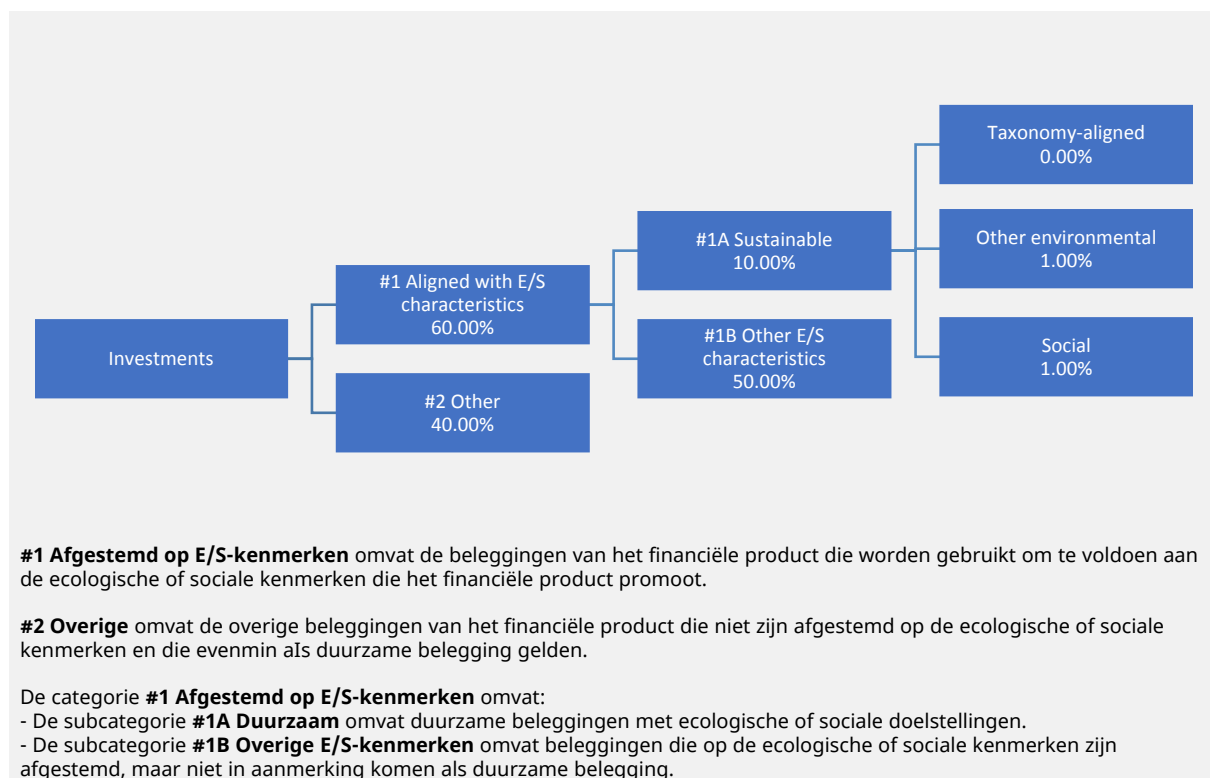 Taxonomy-aligned
0.00%
#1A Sustainable
10.00%
Other environmental
1.00%
#1 Aligned with E/S
characteristics
60.00%
Investments
#1B Other E/S
characteristics
50.00%
Social
1.00%
#2 Other
40.00%
#1 Afgestemd op E/S-kenmerken omvat de beleggingen van het financiële product die worden gebruikt om te voldoen aan
de ecologische of sociale kenmerken die het financiële product promoot.
#2 Overige omvat de overige beleggingen van het financiële product die niet zijn afgestemd op de ecologische of sociale
kenmerken en die evenmin aIs duurzame belegging gelden.
De categorie #1 Afgestemd op E/S-kenmerken omvat:
- De subcategorie #1A Duurzaam omvat duurzame beleggingen met ecologische of sociale doelstellingen.
- De subcategorie #1B Overige E/S-kenmerken omvat beleggingen die op de ecologische of sociale kenmerken zijn
afgestemd, maar niet in aanmerking komen als duurzame belegging.